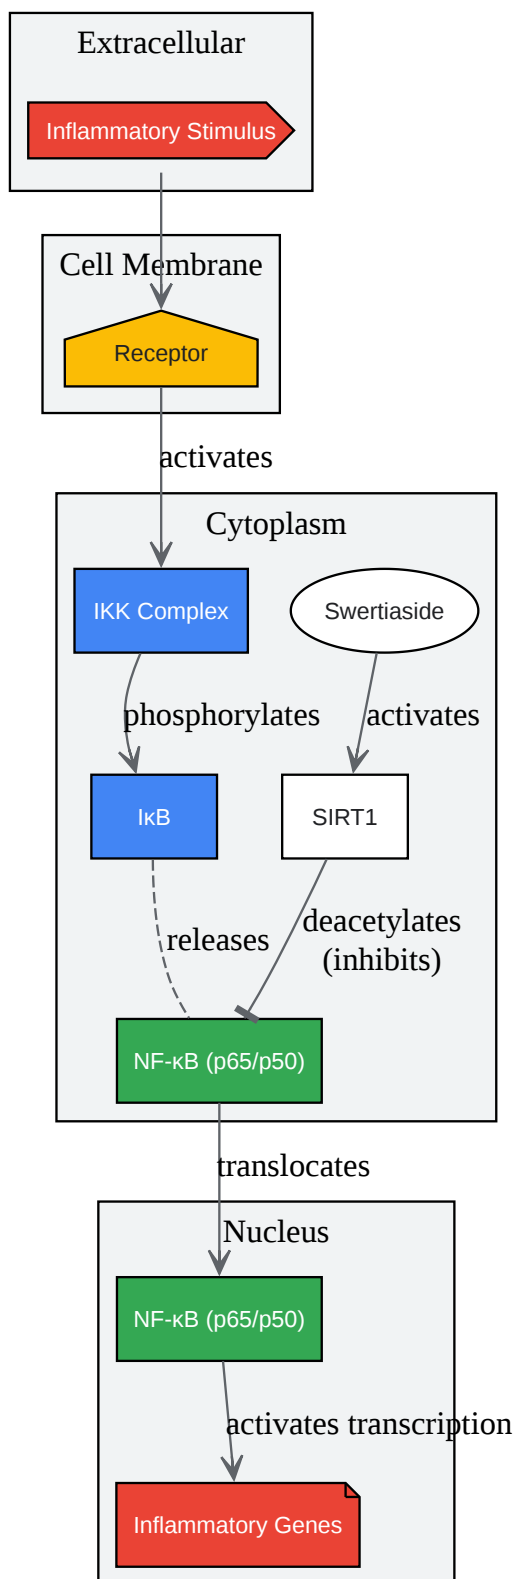 Extracellular
Inflammatory Stimulus
Cell Membrane
Receptor
activates
Cytoplasm
IKK Complex
Swertiaside
phosphorylates
activates
IκB
SIRT1
releases
deacetylates
(inhibits)
NF-κB (p65/p50)
translocates
Nucleus
NF-κB (p65/p50)
activates transcription
Inflammatory Genes